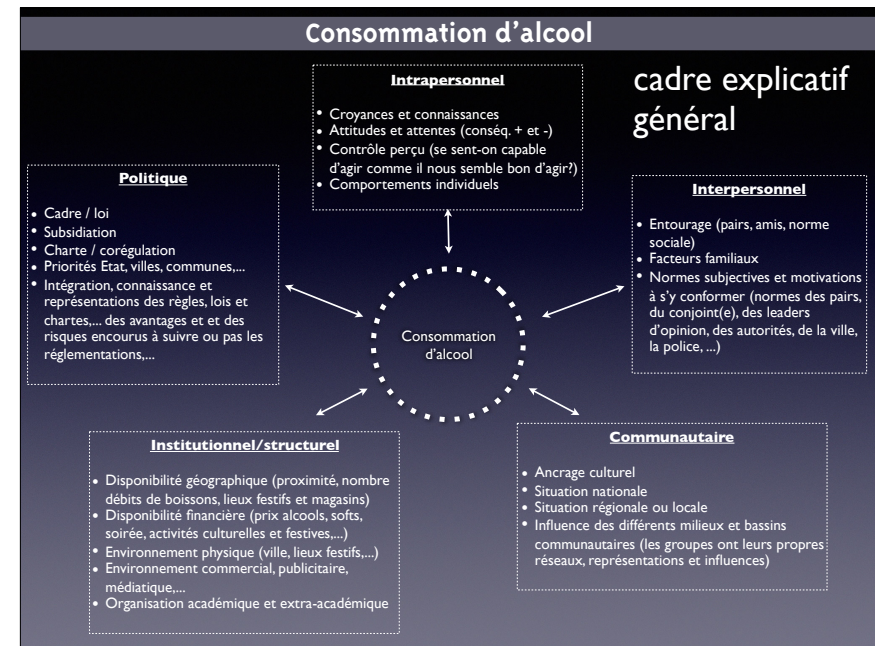 Consommation d'alcool
cadre explicatif
général
Intrapersonnel
• Croyances et connaissances
• Attitudes et attentes (conséq. + et -)
• Contrôle perçu (se sent-on capable
d'agir comme il nous semble bon d'agir?)
• Comportements individuels
Politique
• Cadre / loi
• Subsidiation
• Charte / corégulation
• Priorités Etat, villes, communes,...
• Intégration, connaissance et
représentations des règles, lois et
chartes,... des avantages et et des
risques encourus à suivre ou pas les
réglementations,...
Interpersonnel
• Entourage (pairs, amis, norme
sociale)
• Facteurs familiaux
• Normes subjectives et motivations
à s'y conformer (normes des pairs,
du conjoint(e), des leaders
d'opinion, des autorités, de la ville,
la police, ...)
Consommation
d'alcool
Institutionnel/structurel
• Disponibilité géographique (proximité, nombre
débits de boissons, lieux festifs et magasins)
• Disponibilité financière (prix alcools, softs,
soirée, activités culturelles et festives,...)
• Environnement physique (ville, lieux festifs,...)
• Environnement commercial, publicitaire,
médiatique,...
• Organisation académique et extra-académique
Communautaire
• Ancrage culturel
• Situation nationale
• Situation régionale ou locale
• Influence des différents milieux et bassins
communautaires (les groupes ont leurs propres
réseaux, représentations et influences)